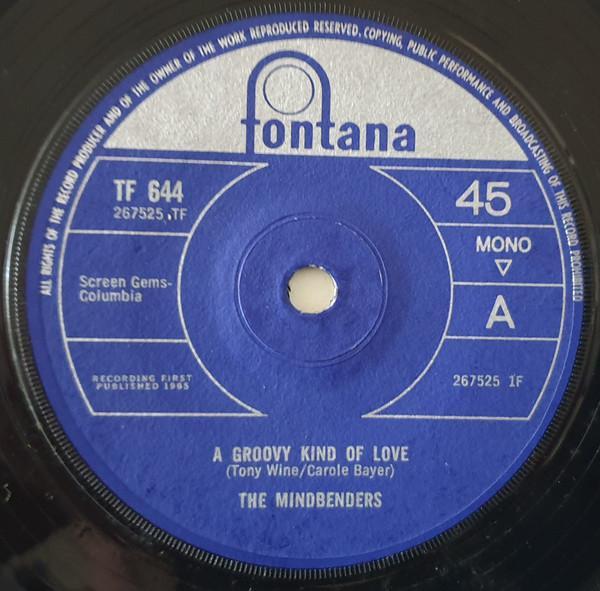 ALL RIGHTS OF THE RECORD PRODUCER AND OF THE OWNER OF THE WORK REPRODUCED RESERVED. COPYING, PUBLIC PERFORMANCE AND BROADCASTING OF THIS RECORD PROHIBITED
fontana
TF 644
267525 TF
45
MONO
Screen Gems-
Columbia
A
RECORDING FIRST
PUBLISHED 1965
267525 1F
A GROOVY KIND OF LOVE
(Tony Wine/Carole Bayer)
THE MINDBENDERS